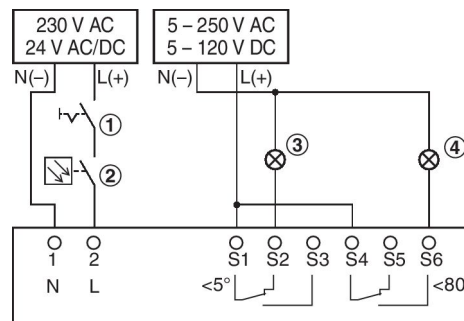 230 V AC
24 V AC/DC
5 – 250 V AC
5 – 120 V DC
N(–) L(+)
N(–) L(+)
1
2
3
4
1 2 S1 S2 S3 S4 S5 S6
N L <5° <80